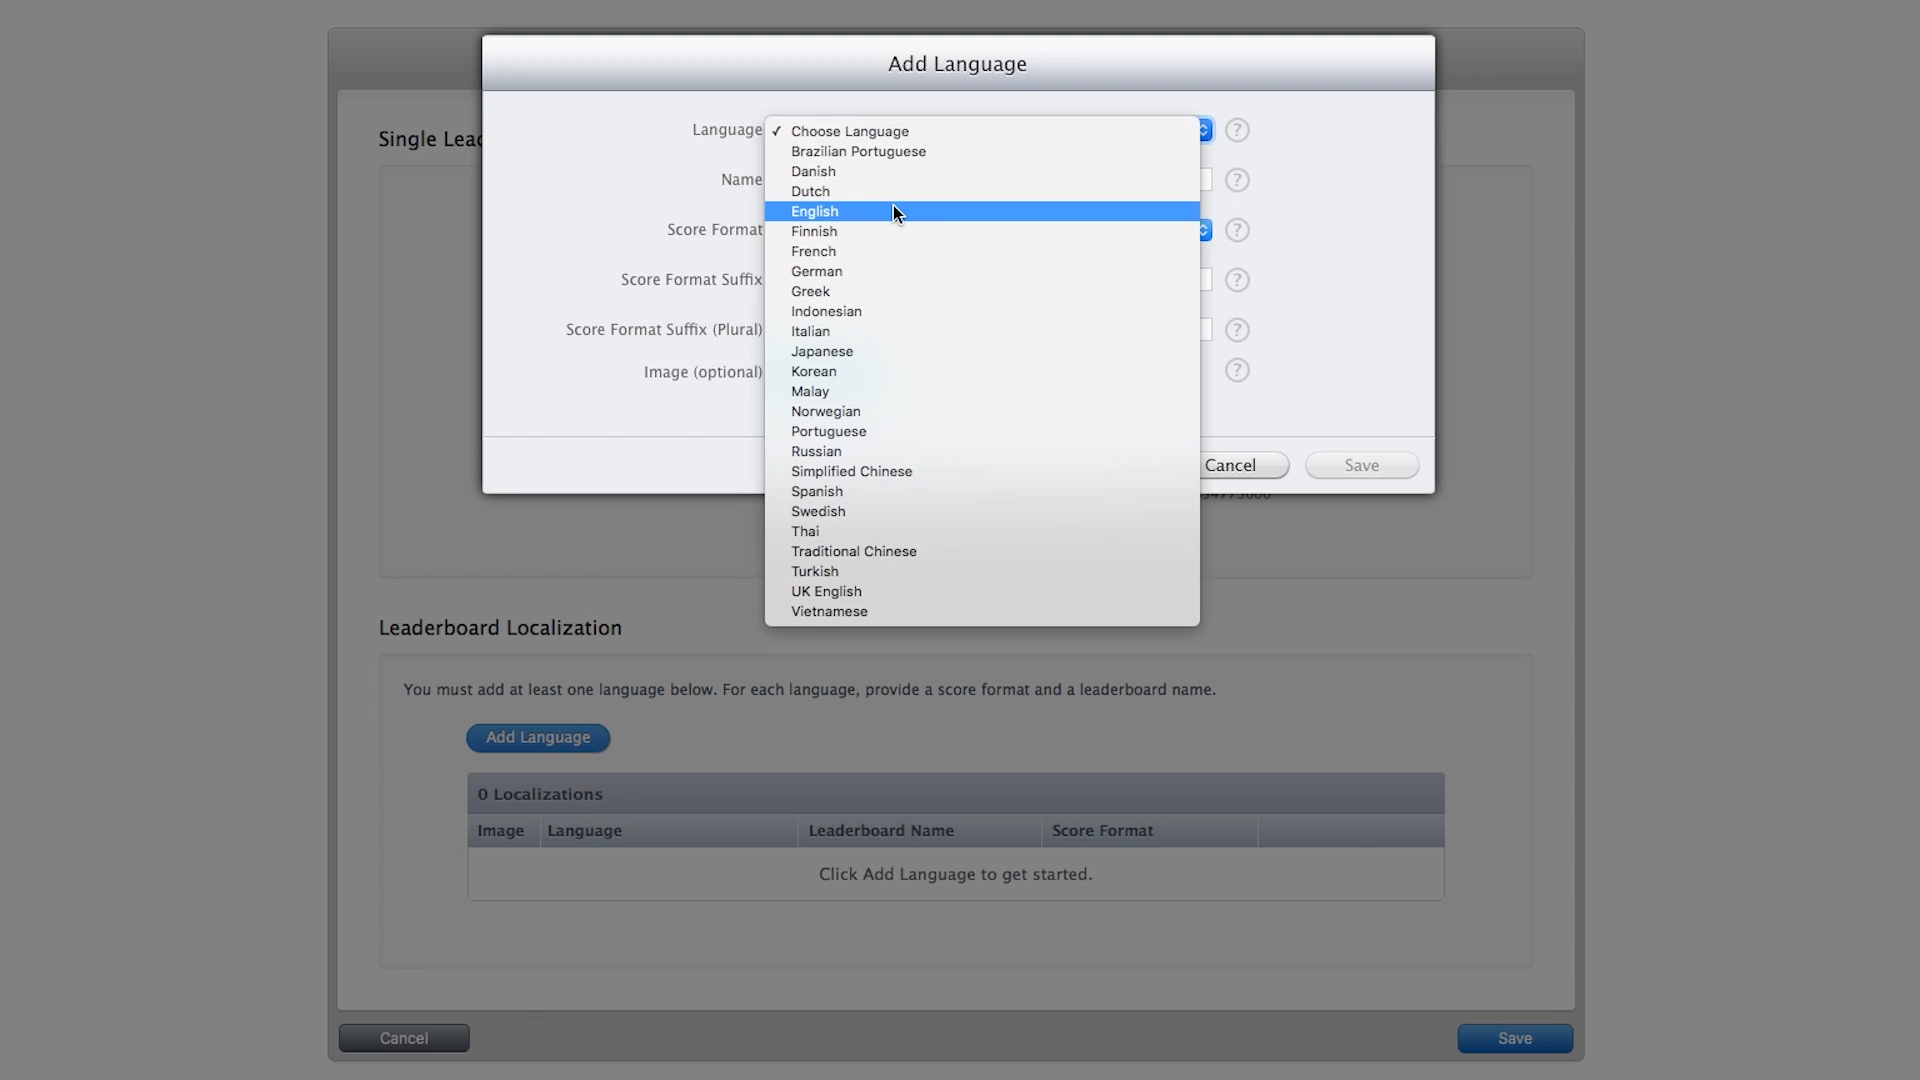 Add Language
Single Lea
Language
✓ Choose Language
Brazilian Portuguese
Danish
Dutch
English
Finnish
French
German
Greek
Indonesian
Italian
Japanese
Korean
Malay
Norwegian
Portuguese
Russian
Simplified Chinese
Spanish
Swedish
Thai
Traditional Chinese
Turkish
UK English
Vietnamese
?
Name
?
Score Format
?
Score Format Suffix
?
Score Format Suffix (Plural)
?
Image (optional)
?
Cancel Save
Leaderboard Localization
You must add at least one language below. For each language, provide a score format and a leaderboard name.
Add Language
0 Localizations
Image Language Leaderboard Name Score Format
Click Add Language to get started.
Cancel Save